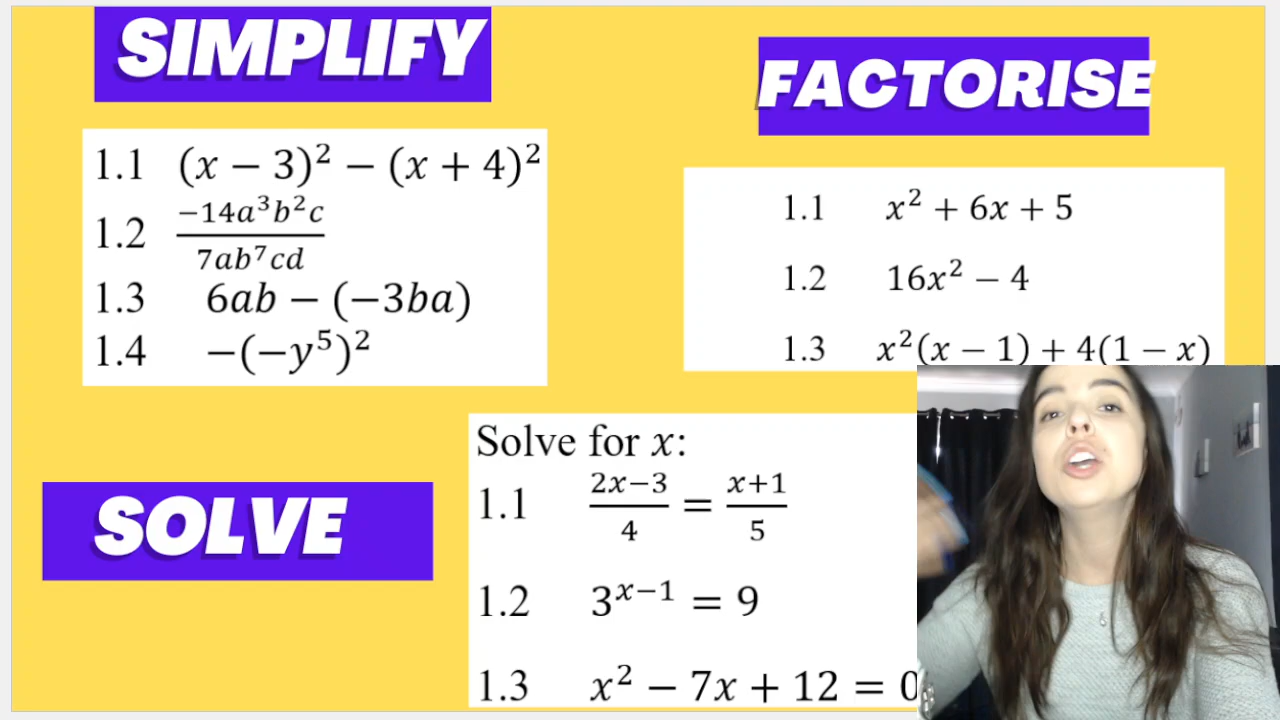 SIMPLIFY
1.1 (x − 3)² − (x + 4)²
1.2 −14a³b²c / 7ab⁷cd
1.3 6ab − (−3ba)
1.4 −(−y⁵)²
FACTORISE
1.1 x² + 6x + 5
1.2 16x² − 4
1.3 x²(x − 1) + 4(1 − x)
SOLVE
Solve for x:
1.1 2x−3 / 4 = x+1 / 5
1.2 3ˣ⁻¹ = 9
1.3 x² − 7x + 12 = 0